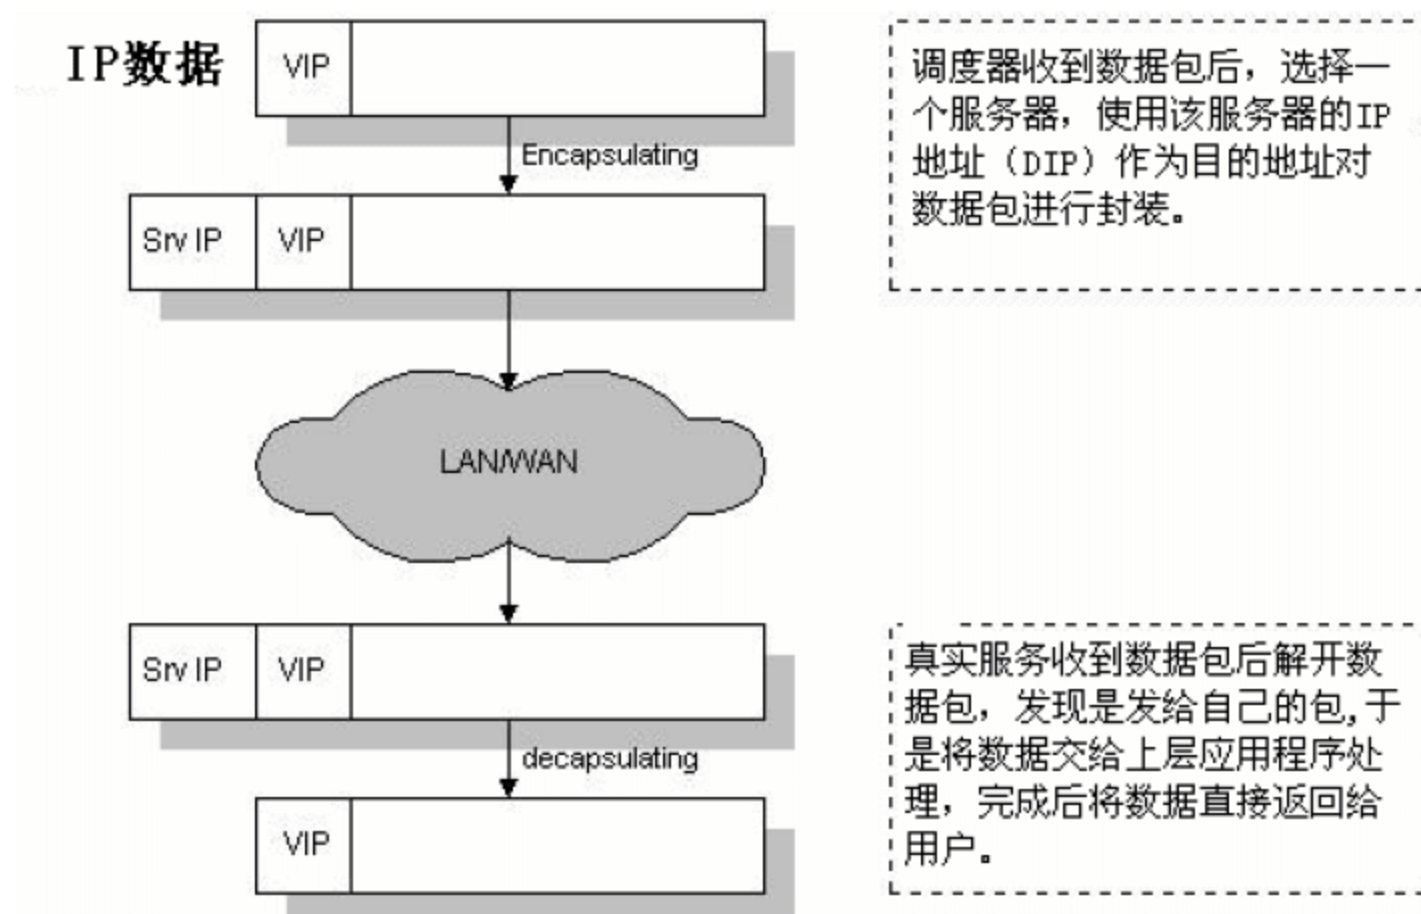 IP数据
VIP
调度器收到数据包后，选择一
个服务器，使用该服务器的IP
地址（DIP）作为目的地址对
数据包进行封装。
Encapsulating
Srv IP
VIP
LAN/WAN
Srv IP
VIP
真实服务收到数据包后解开数
据包，发现是发给自己的包,于
是将数据交给上层应用程序处
理，完成后将数据直接返回给
用户。
decapsulating
VIP